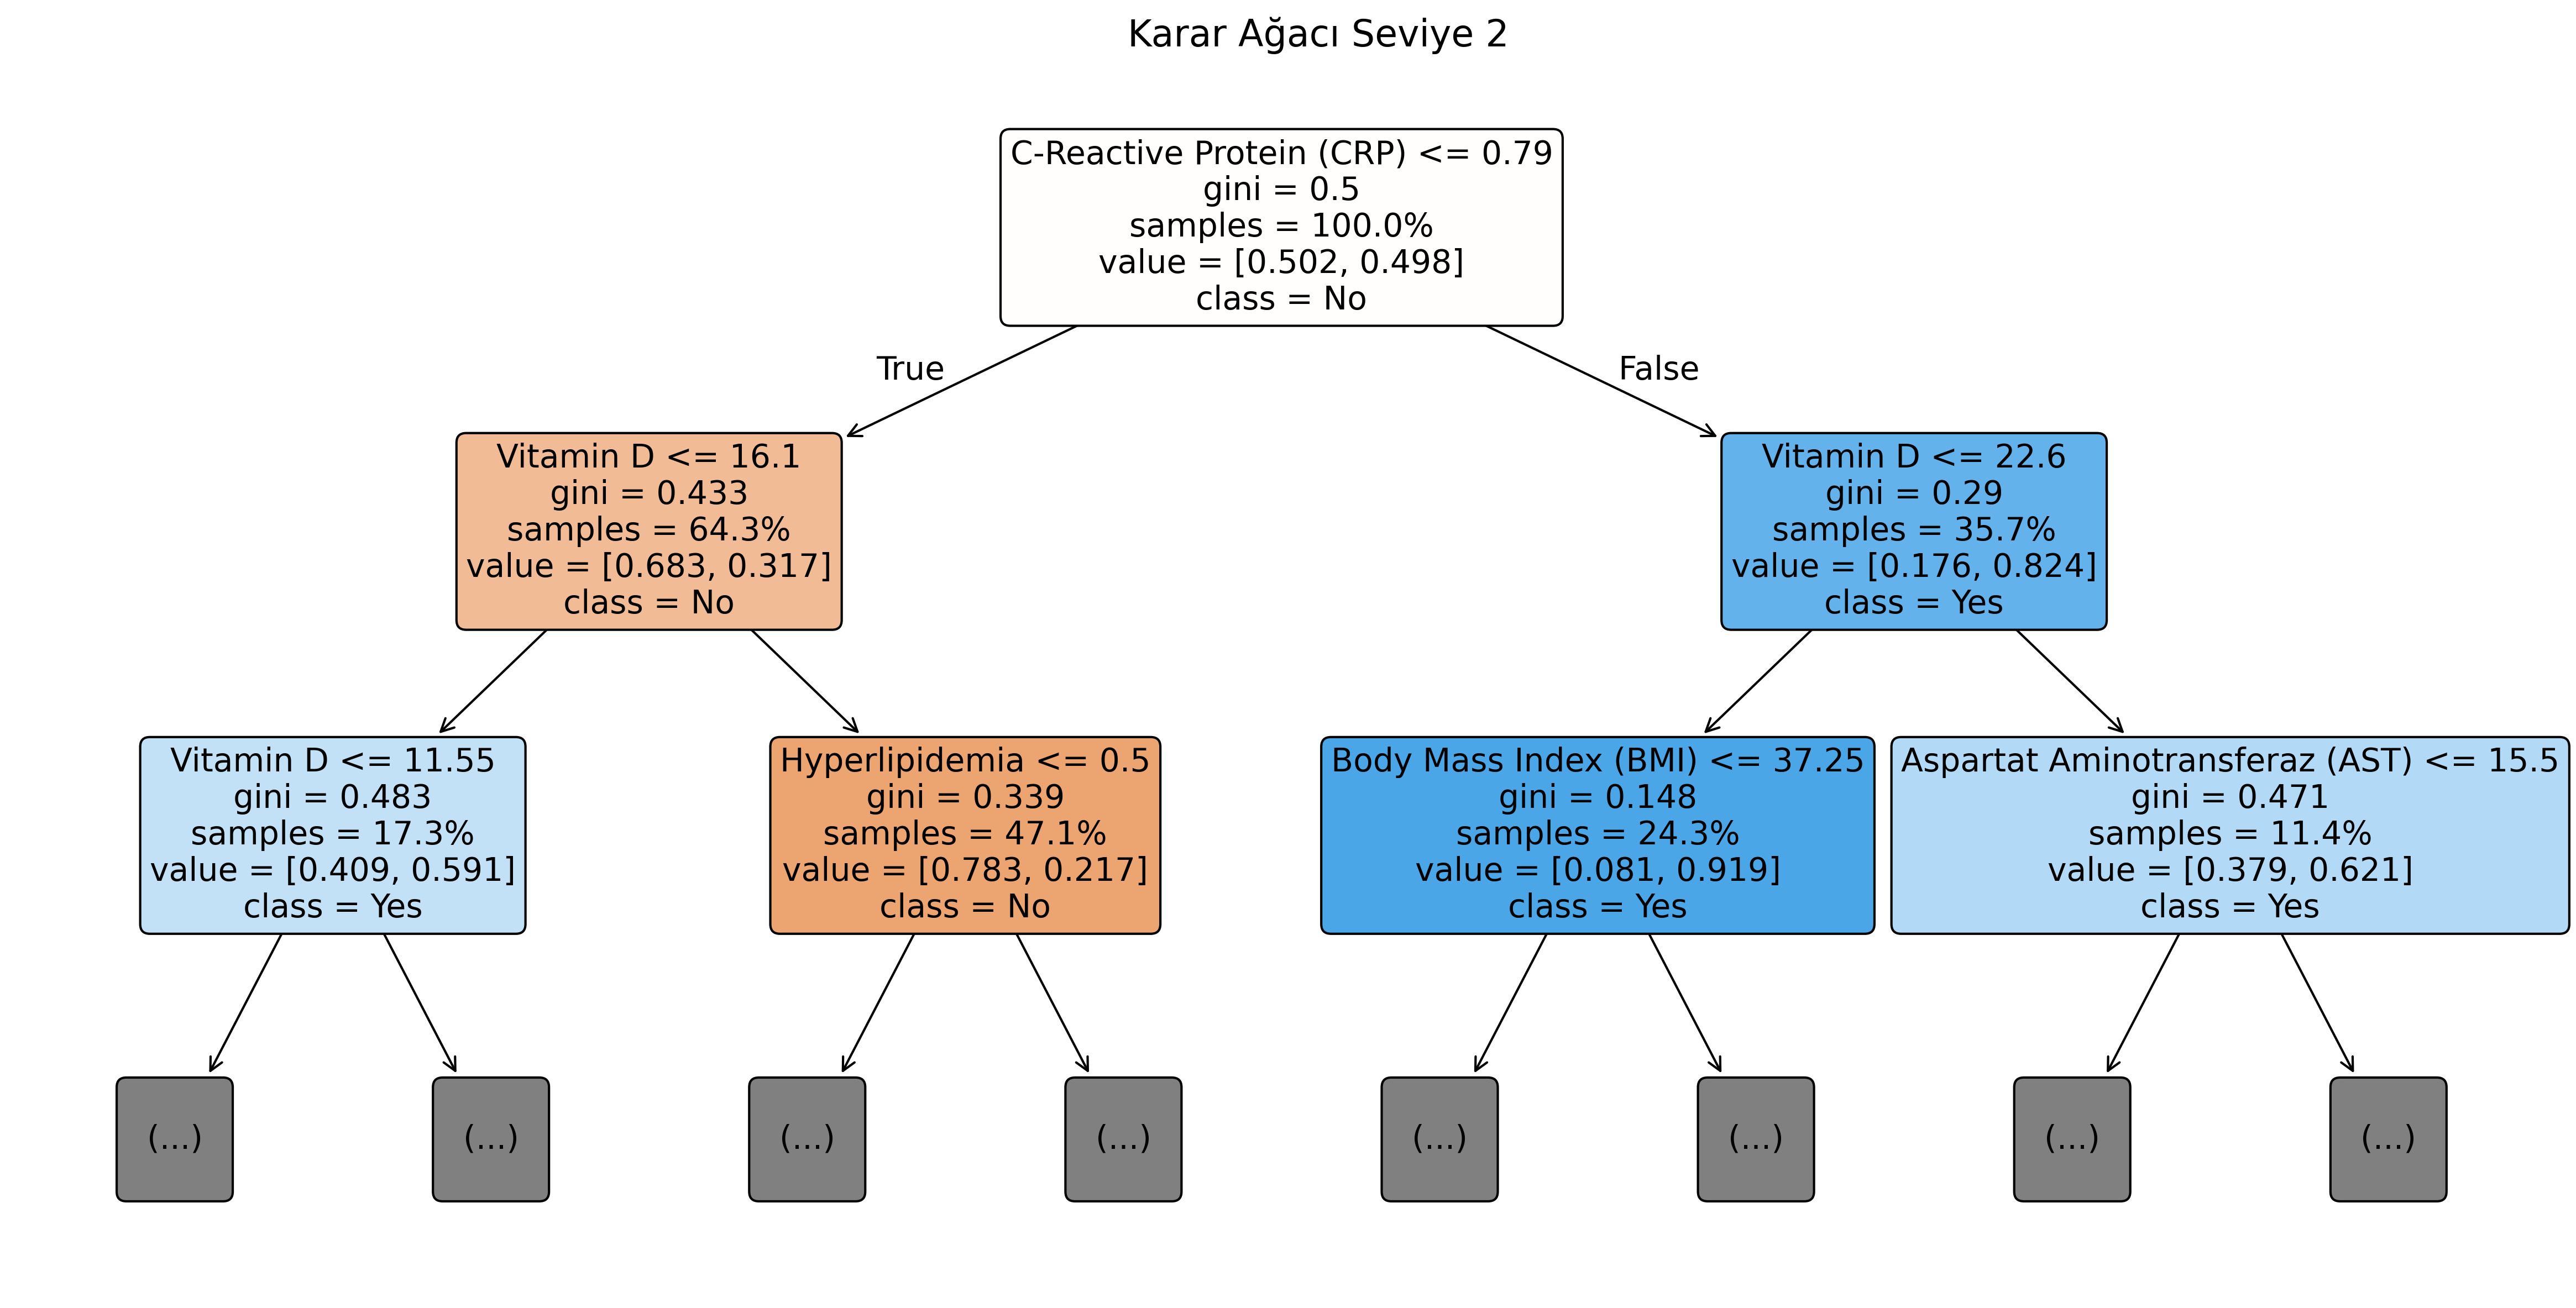 Karar Ağacı Seviye 2
C-Reactive Protein (CRP) <= 0.79
gini = 0.5
samples = 100.0%
value = [0.502, 0.498]
class = No
True
False
Vitamin D <= 16.1
gini = 0.433
samples = 64.3%
value = [0.683, 0.317]
class = No
Vitamin D <= 22.6
gini = 0.29
samples = 35.7%
value = [0.176, 0.824]
class = Yes
Vitamin D <= 11.55
gini = 0.483
samples = 17.3%
value = [0.409, 0.591]
class = Yes
Hyperlipidemia <= 0.5
gini = 0.339
samples = 47.1%
value = [0.783, 0.217]
class = No
Body Mass Index (BMI) <= 37.25
gini = 0.148
samples = 24.3%
value = [0.081, 0.919]
class = Yes
Aspartat Aminotransferaz (AST) <= 15.5
gini = 0.471
samples = 11.4%
value = [0.379, 0.621]
class = Yes
(...)
(...)
(...)
(...)
(...)
(...)
(...)
(...)